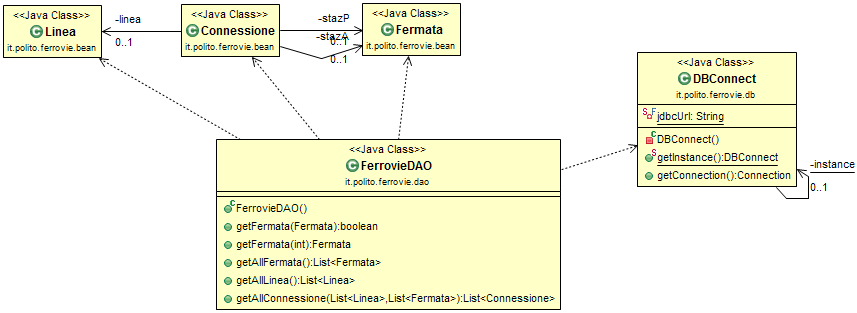 <<Java Class>>
Linea
it.polito.ferrovie.bean
-linea
0..1
<<Java Class>>
Connessione
it.polito.ferrovie.bean
-stazP
0..1
-stazA
0..1
<<Java Class>>
Fermata
it.polito.ferrovie.bean
<<Java Class>>
DBConnect
it.polito.ferrovie.db
jdbcUrl: String
DBConnect()
getInstance():DBConnect
getConnection():Connection
-instance
0..1
<<Java Class>>
FerrovieDAO
it.polito.ferrovie.dao
FerrovieDAO()
getFermata(Fermata):boolean
getFermata(int):Fermata
getAllFermata():List<Fermata>
getAllLinea():List<Linea>
getAllConnessione(List<Linea>,List<Fermata>):List<Connessione>